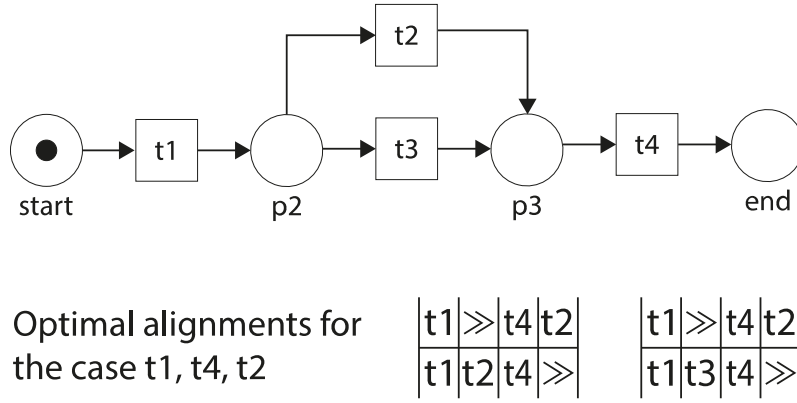 t2
t1
t3
t4
start
p2
p3
end
Optimal alignments for
the case t1, t4, t2
t1 ≫ t4 t2
t1 t2 t4 ≫
t1 ≫ t4 t2
t1 t3 t4 ≫